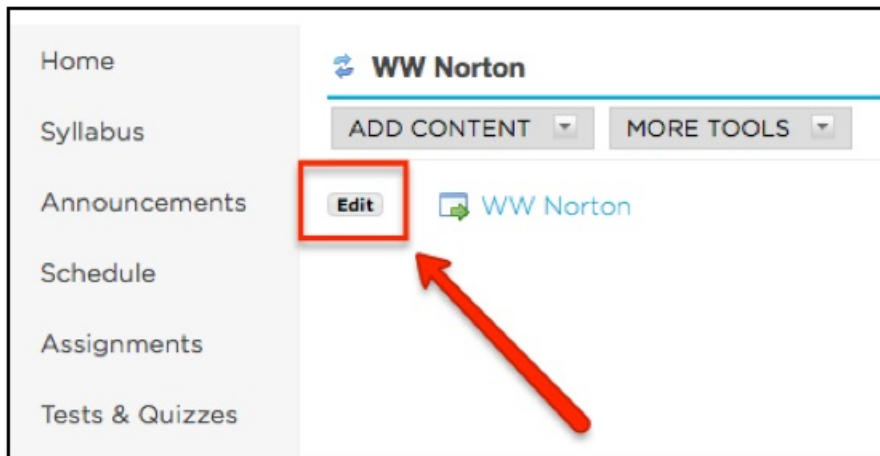 Home
Syllabus
Announcements
Schedule
Assignments
Tests & Quizzes
WW Norton
ADD CONTENT
MORE TOOLS
Edit
WW Norton